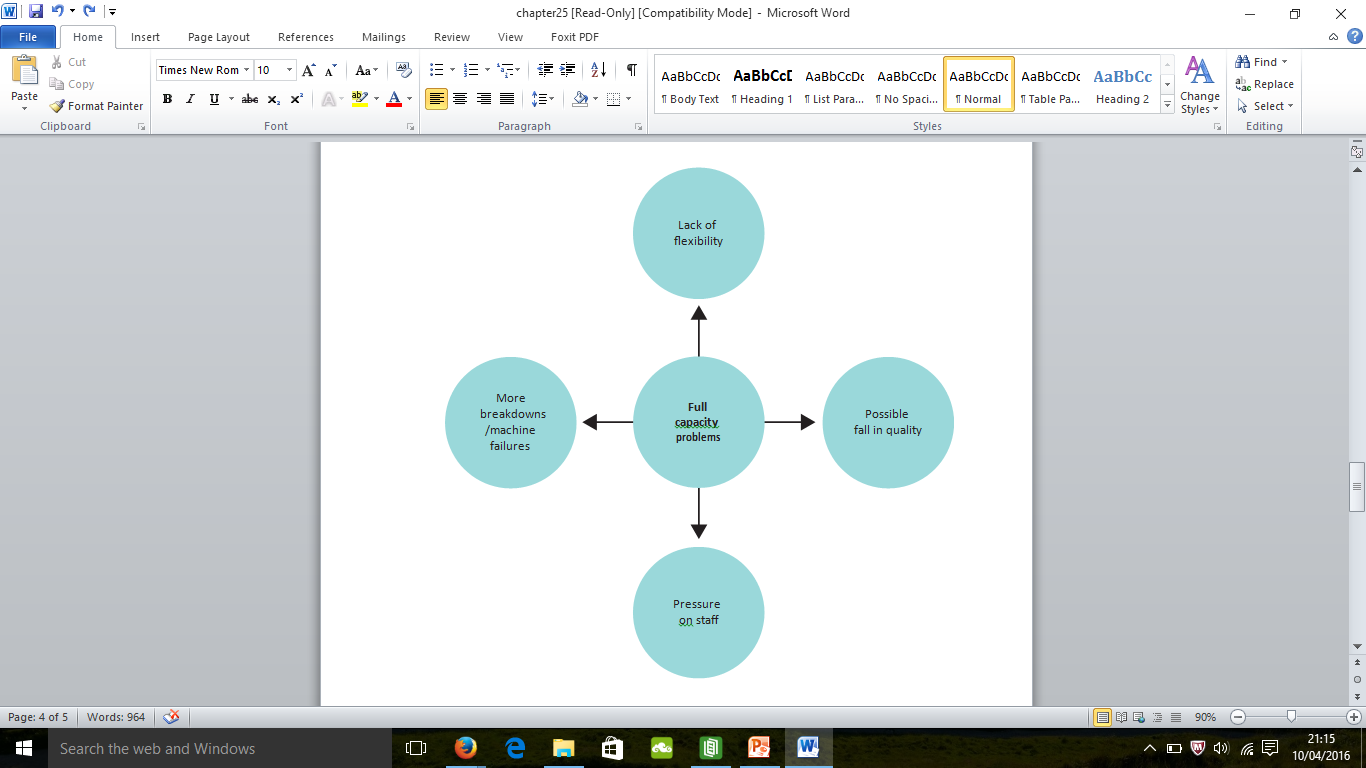 chapter25 [Read-Only] [Compatibility Mode] - Microsoft Word
File Home Insert Page Layout References Mailings Review View Foxit PDF
Paste
Cut
Copy
Format Painter
Clipboard
Times New Rom 10
Font
Paragraph
AaBbCcDc AaBbCcD AaBbCcDc AaBbCcDc AaBbCcDc AaBbCcDc AaBbCc
¶ Body Text ¶ Heading 1 ¶ List Para... ¶ No Spaci... ¶ Normal ¶ Table Pa... Heading 2
Change
Styles
Styles
Find
Replace
Select
Editing
Lack of
flexibility
More
breakdowns
/machine
failures
Full
capacity
problems
Possible
fall in quality
Pressure
on staff
Page: 4 of 5 Words: 964 90%
Search the web and Windows
21:15
10/04/2016